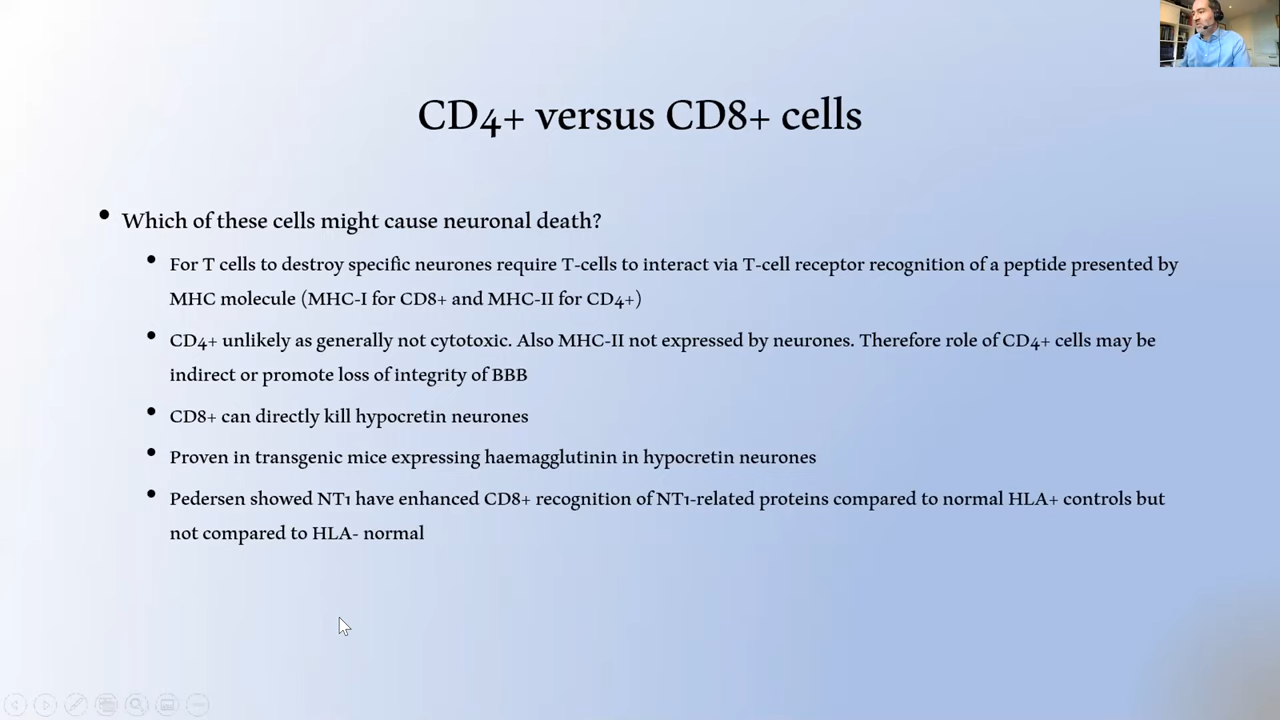 CD4+ versus CD8+ cells
• Which of these cells might cause neuronal death?
• For T cells to destroy specific neurones require T-cells to interact via T-cell receptor recognition of a peptide presented by
MHC molecule (MHC-I for CD8+ and MHC-II for CD4+)
• CD4+ unlikely as generally not cytotoxic. Also MHC-II not expressed by neurones. Therefore role of CD4+ cells may be
indirect or promote loss of integrity of BBB
• CD8+ can directly kill hypocretin neurones
• Proven in transgenic mice expressing haemagglutinin in hypocretin neurones
• Pedersen showed NT1 have enhanced CD8+ recognition of NT1-related proteins compared to normal HLA+ controls but
not compared to HLA- normal